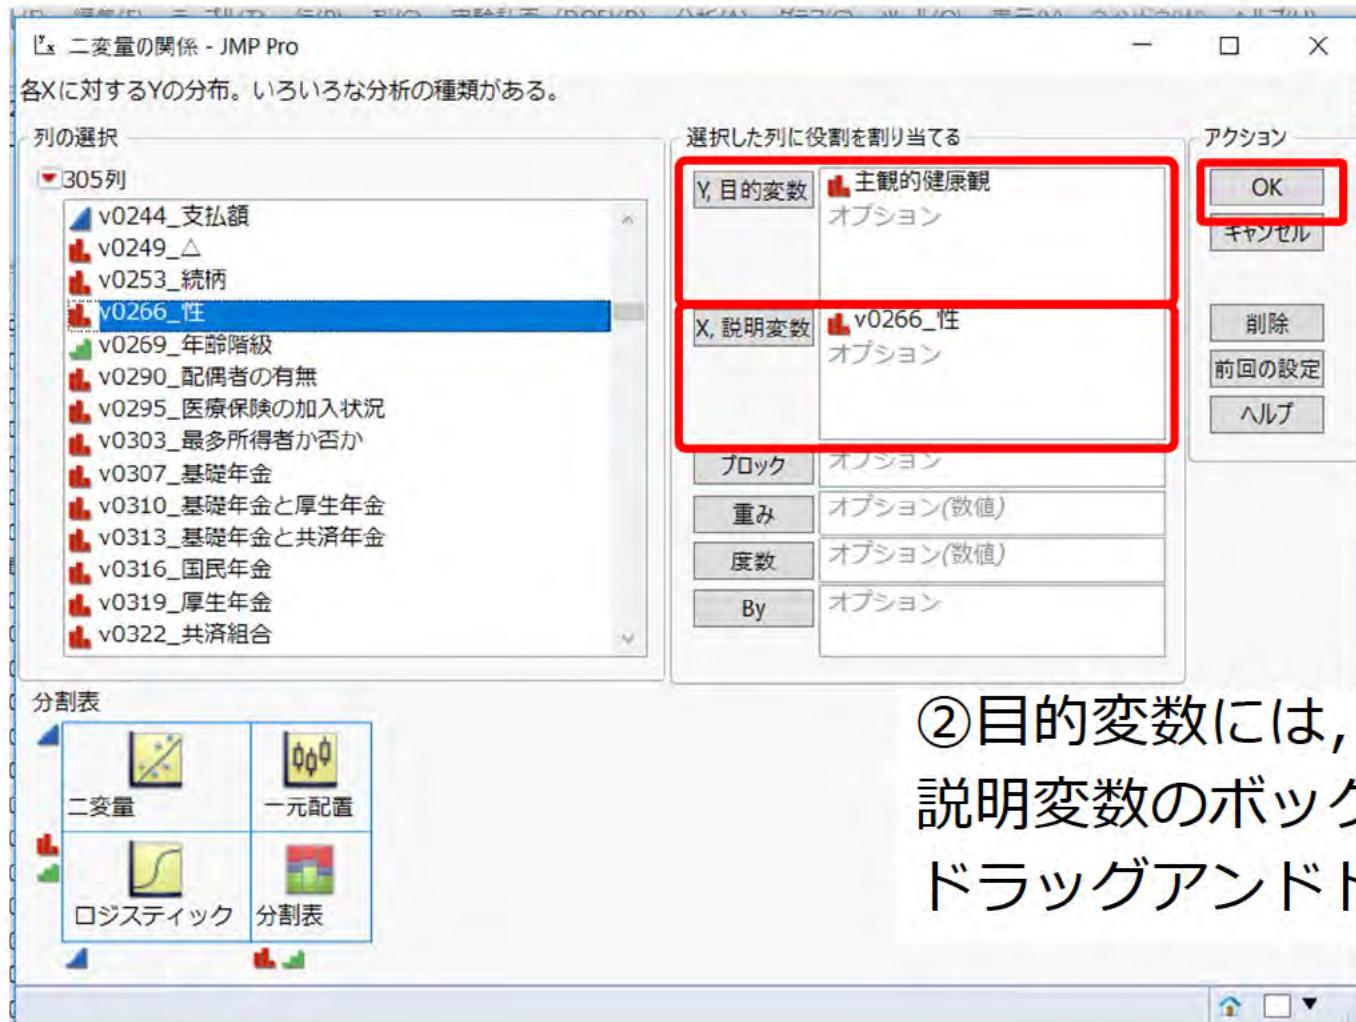 二変量の関係 - JMP Pro
各Xに対するYの分布。いろいろな分析の種類がある。
列の選択
305列
v0244_支払額
v0249_△
v0253_続柄
v0266_性
v0269_年齢階級
v0290_配偶者の有無
v0295_医療保険の加入状況
v0303_最多所得者か否か
v0307_基礎年金
v0310_基礎年金と厚生年金
v0313_基礎年金と共済年金
v0316_国民年金
v0319_厚生年金
v0322_共済組合
選択した列に役割を割り当てる
Y, 目的変数
主観的健康観
オプション
X, 説明変数
v0266_性
オプション
ブロック
オプション
重み
オプション(数値)
度数
オプション(数値)
By
オプション
アクション
OK
キャンセル
削除
前回の設定
ヘルプ
分割表
二変量
一元配置
ロジスティック
分割表
②目的変数には,
説明変数のボック
ドラッグアンドド